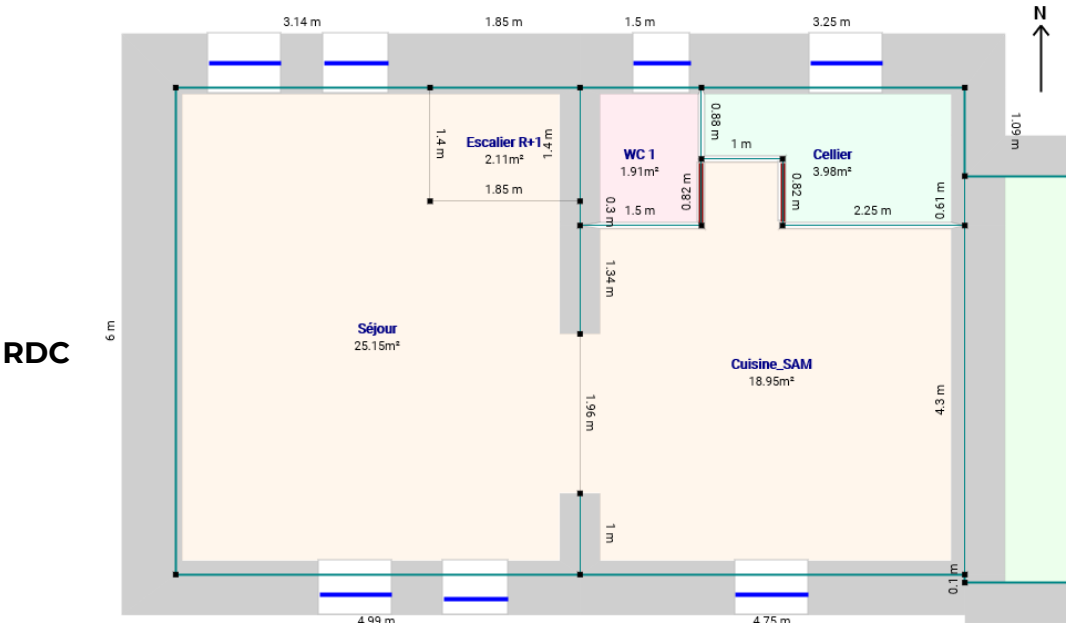 3.14 m
1.85 m
1.5 m
3.25 m
N
1.09 m
0.88 m
1.4 m
Escalier R+1
2.11m²
1.4 m
1 m
WC 1
1.91m²
Cellier
3.98m²
1.85 m
0.3 m
1.5 m
0.82 m
0.82 m
2.25 m
0.61 m
1.34 m
6 m
Séjour
25.15m²
RDC
Cuisine_SAM
18.95m²
1.96 m
4.3 m
1 m
0.1 m
4.99 m
4.75 m